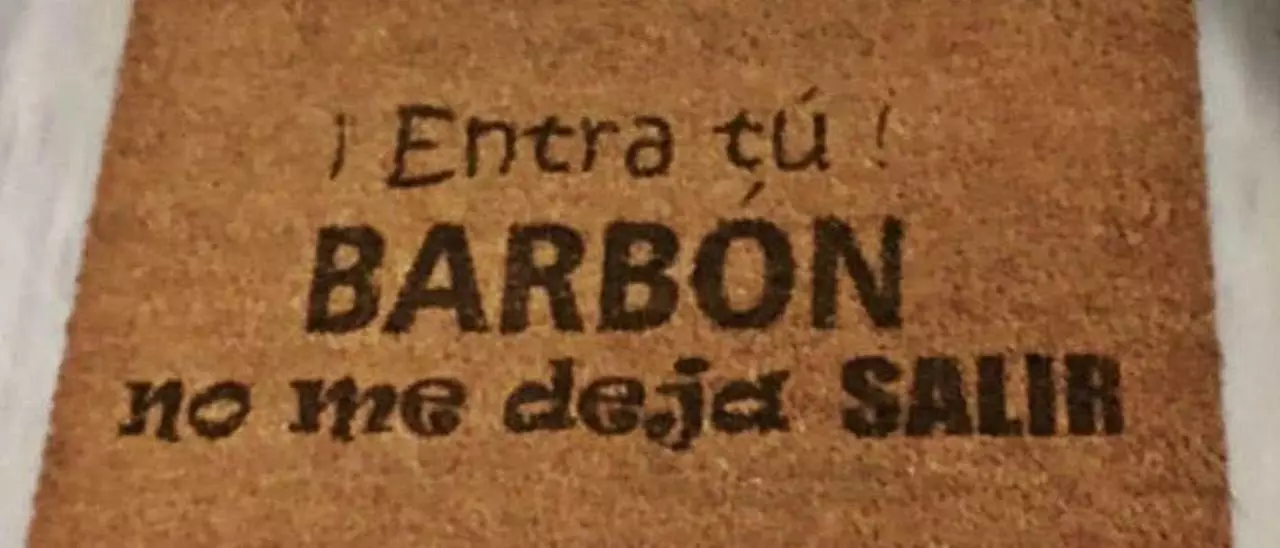 ¡ Entra tú !
BARBÓN
no me deja SALIR